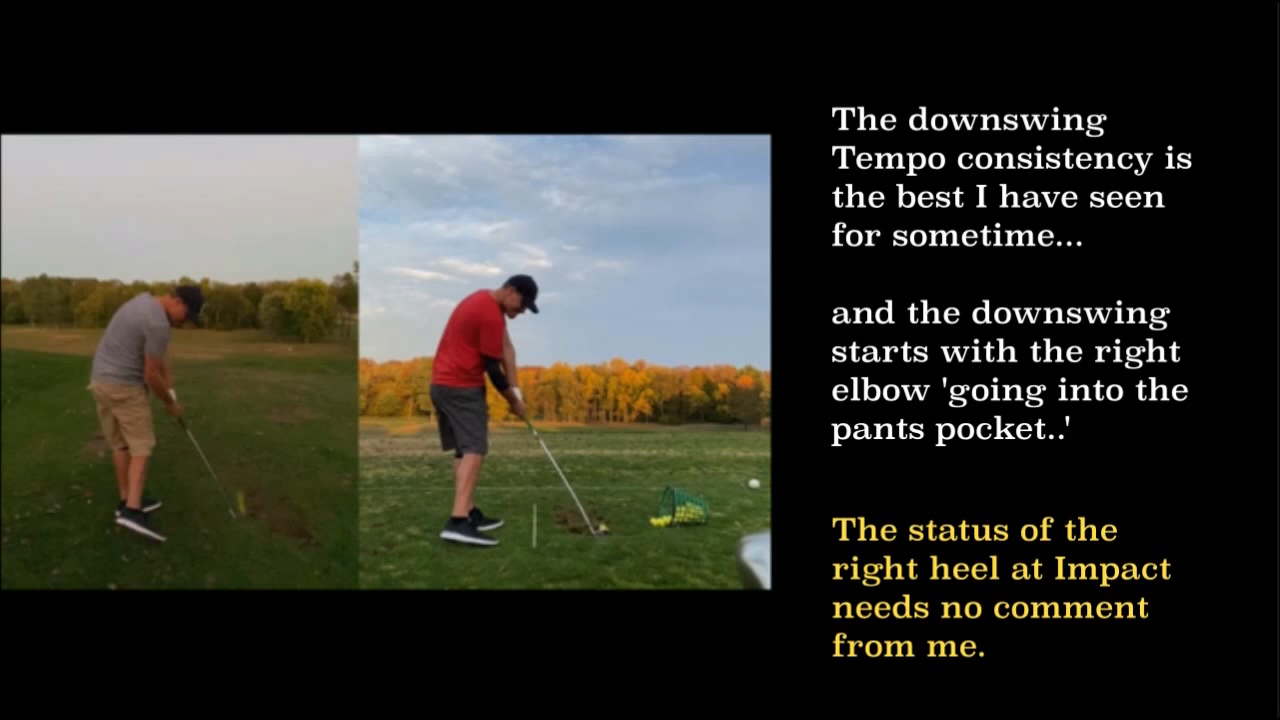 The downswing
Tempo consistency is
the best I have seen
for sometime...
and the downswing
starts with the right
elbow 'going into the
pants pocket..'
The status of the
right heel at Impact
needs no comment
from me.